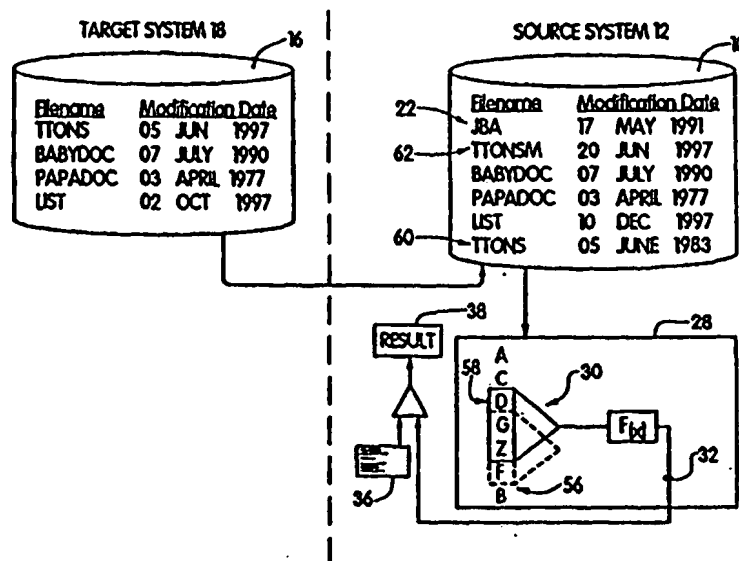 TARGET SYSTEM 18
16
Filename Modification Date
TTONS 05 JUN 1997
BABYDOC 07 JULY 1990
PAPADOC 03 APRIL 1977
LIST 02 OCT 1997
SOURCE SYSTEM 12
22
62
60
Filename Modification Date
JBA 17 MAY 1991
TTONSM 20 JUN 1997
BABYDOC 07 JULY 1990
PAPADOC 03 APRIL 1977
LIST 10 DEC 1997
TTONS 05 JUNE 1983
38
RESULT
28
A
C
58
D
30
G
Z
F
B
F(x)
32
36
56